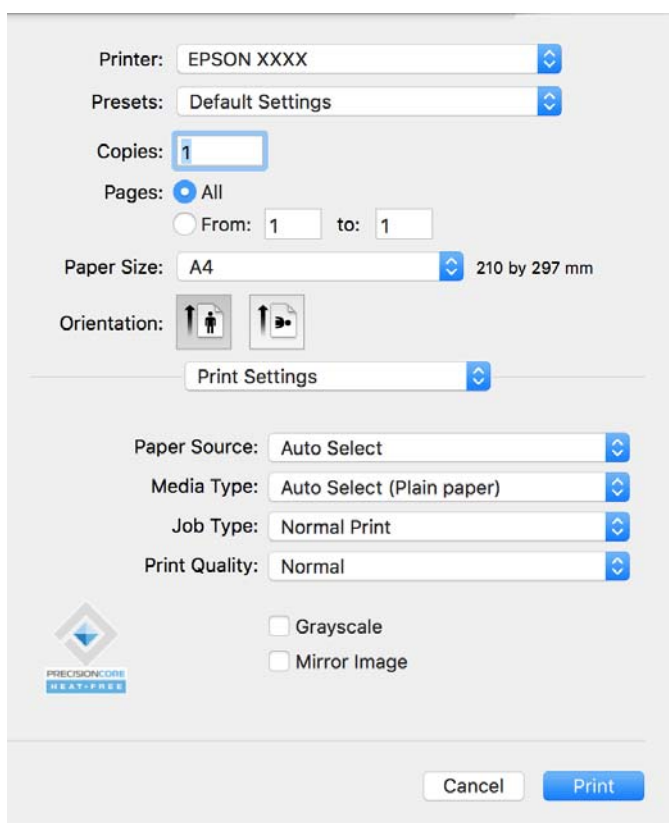 Printer: EPSON XXXX
Presets: Default Settings
Copies: 1
Pages: All
From: 1 to: 1
Paper Size: A4 210 by 297 mm
Orientation:
Print Settings
Paper Source: Auto Select
Media Type: Auto Select (Plain paper)
Job Type: Normal Print
Print Quality: Normal
Grayscale
Mirror Image
PRECISIONCORE
HEAT-FREE
Cancel Print